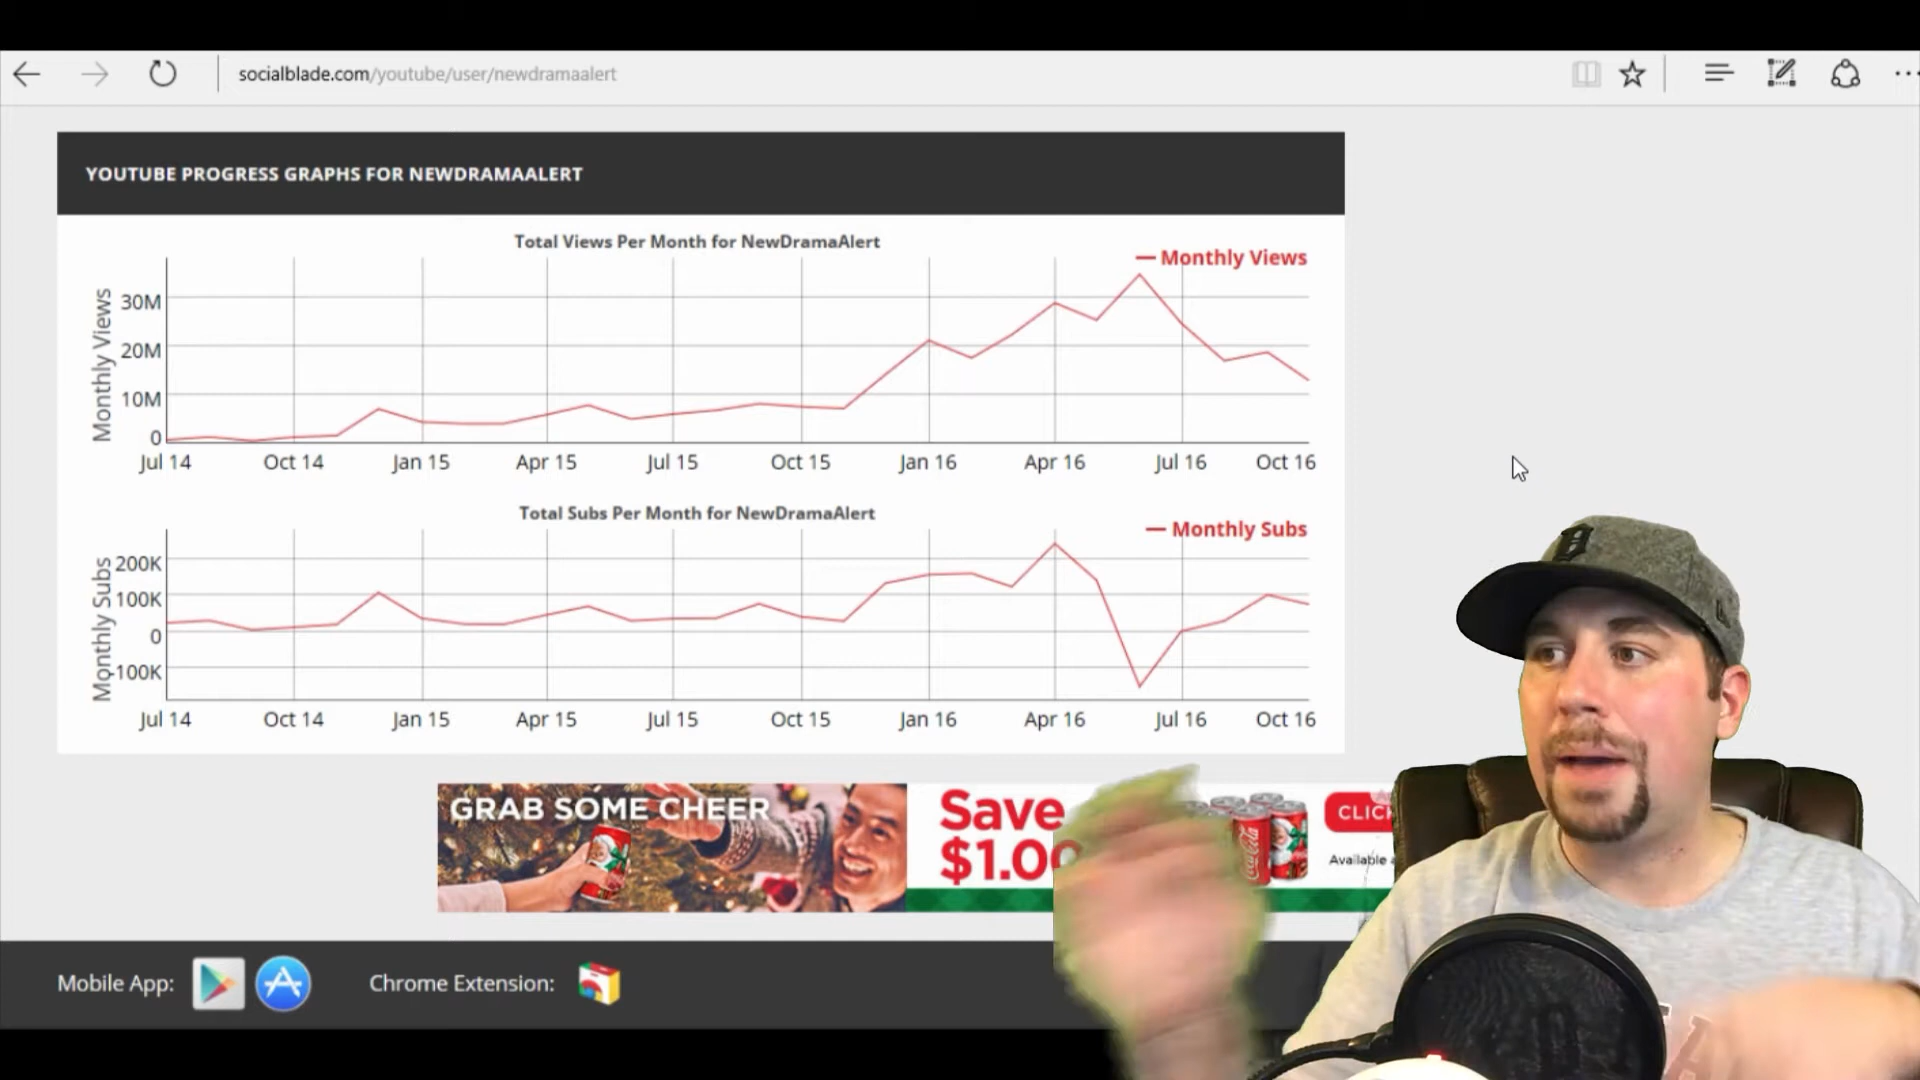 socialblade.com/youtube/user/newdramaalert
YOUTUBE PROGRESS GRAPHS FOR NEWDRAMAALERT
Total Views Per Month for NewDramaAlert
Monthly Views
Monthly Views
30M
20M
10M
0
Jul 14 Oct 14 Jan 15 Apr 15 Jul 15 Oct 15 Jan 16 Apr 16 Jul 16 Oct 16
Total Subs Per Month for NewDramaAlert
Monthly Subs
Monthly Subs
200K
100K
0
-100K
Jul 14 Oct 14 Jan 15 Apr 15 Jul 15 Oct 15 Jan 16 Apr 16 Jul 16 Oct 16
GRAB SOME CHEER
Save
$1.00
CLIC
Available
Coca-Cola
Mobile App:
Chrome Extension: